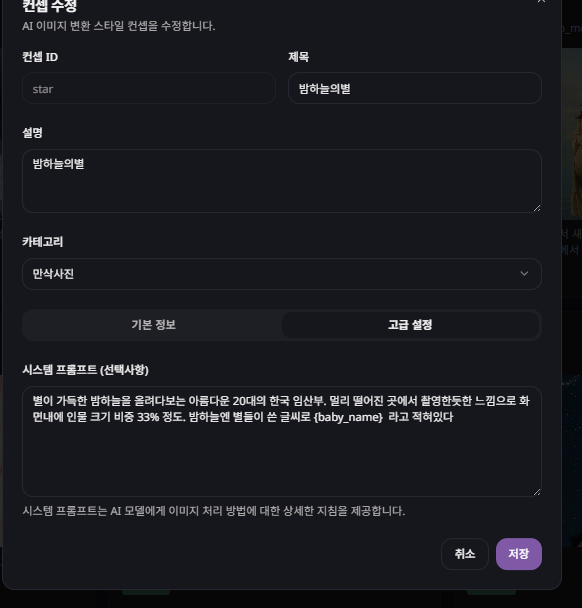 컨셉 수정
AI 이미지 변환 스타일 컨셉을 수정합니다.
컨셉 ID
제목
star
밤하늘의별
설명
밤하늘의별
카테고리
만삭사진
기본 정보
고급 설정
시스템 프롬프트 (선택사항)
별이 가득한 밤하늘을 올려다보는 아름다운 20대의 한국 임산부. 멀리 떨어진 곳에서 촬영한듯한 느낌으로 화
면내에 인물 크기 비중 33% 정도. 밤하늘엔 별들이 쓴 글씨로 {baby_name}  라고 적혀있다
시스템 프롬프트는 AI 모델에게 이미지 처리 방법에 대한 상세한 지침을 제공합니다.
취소
저장